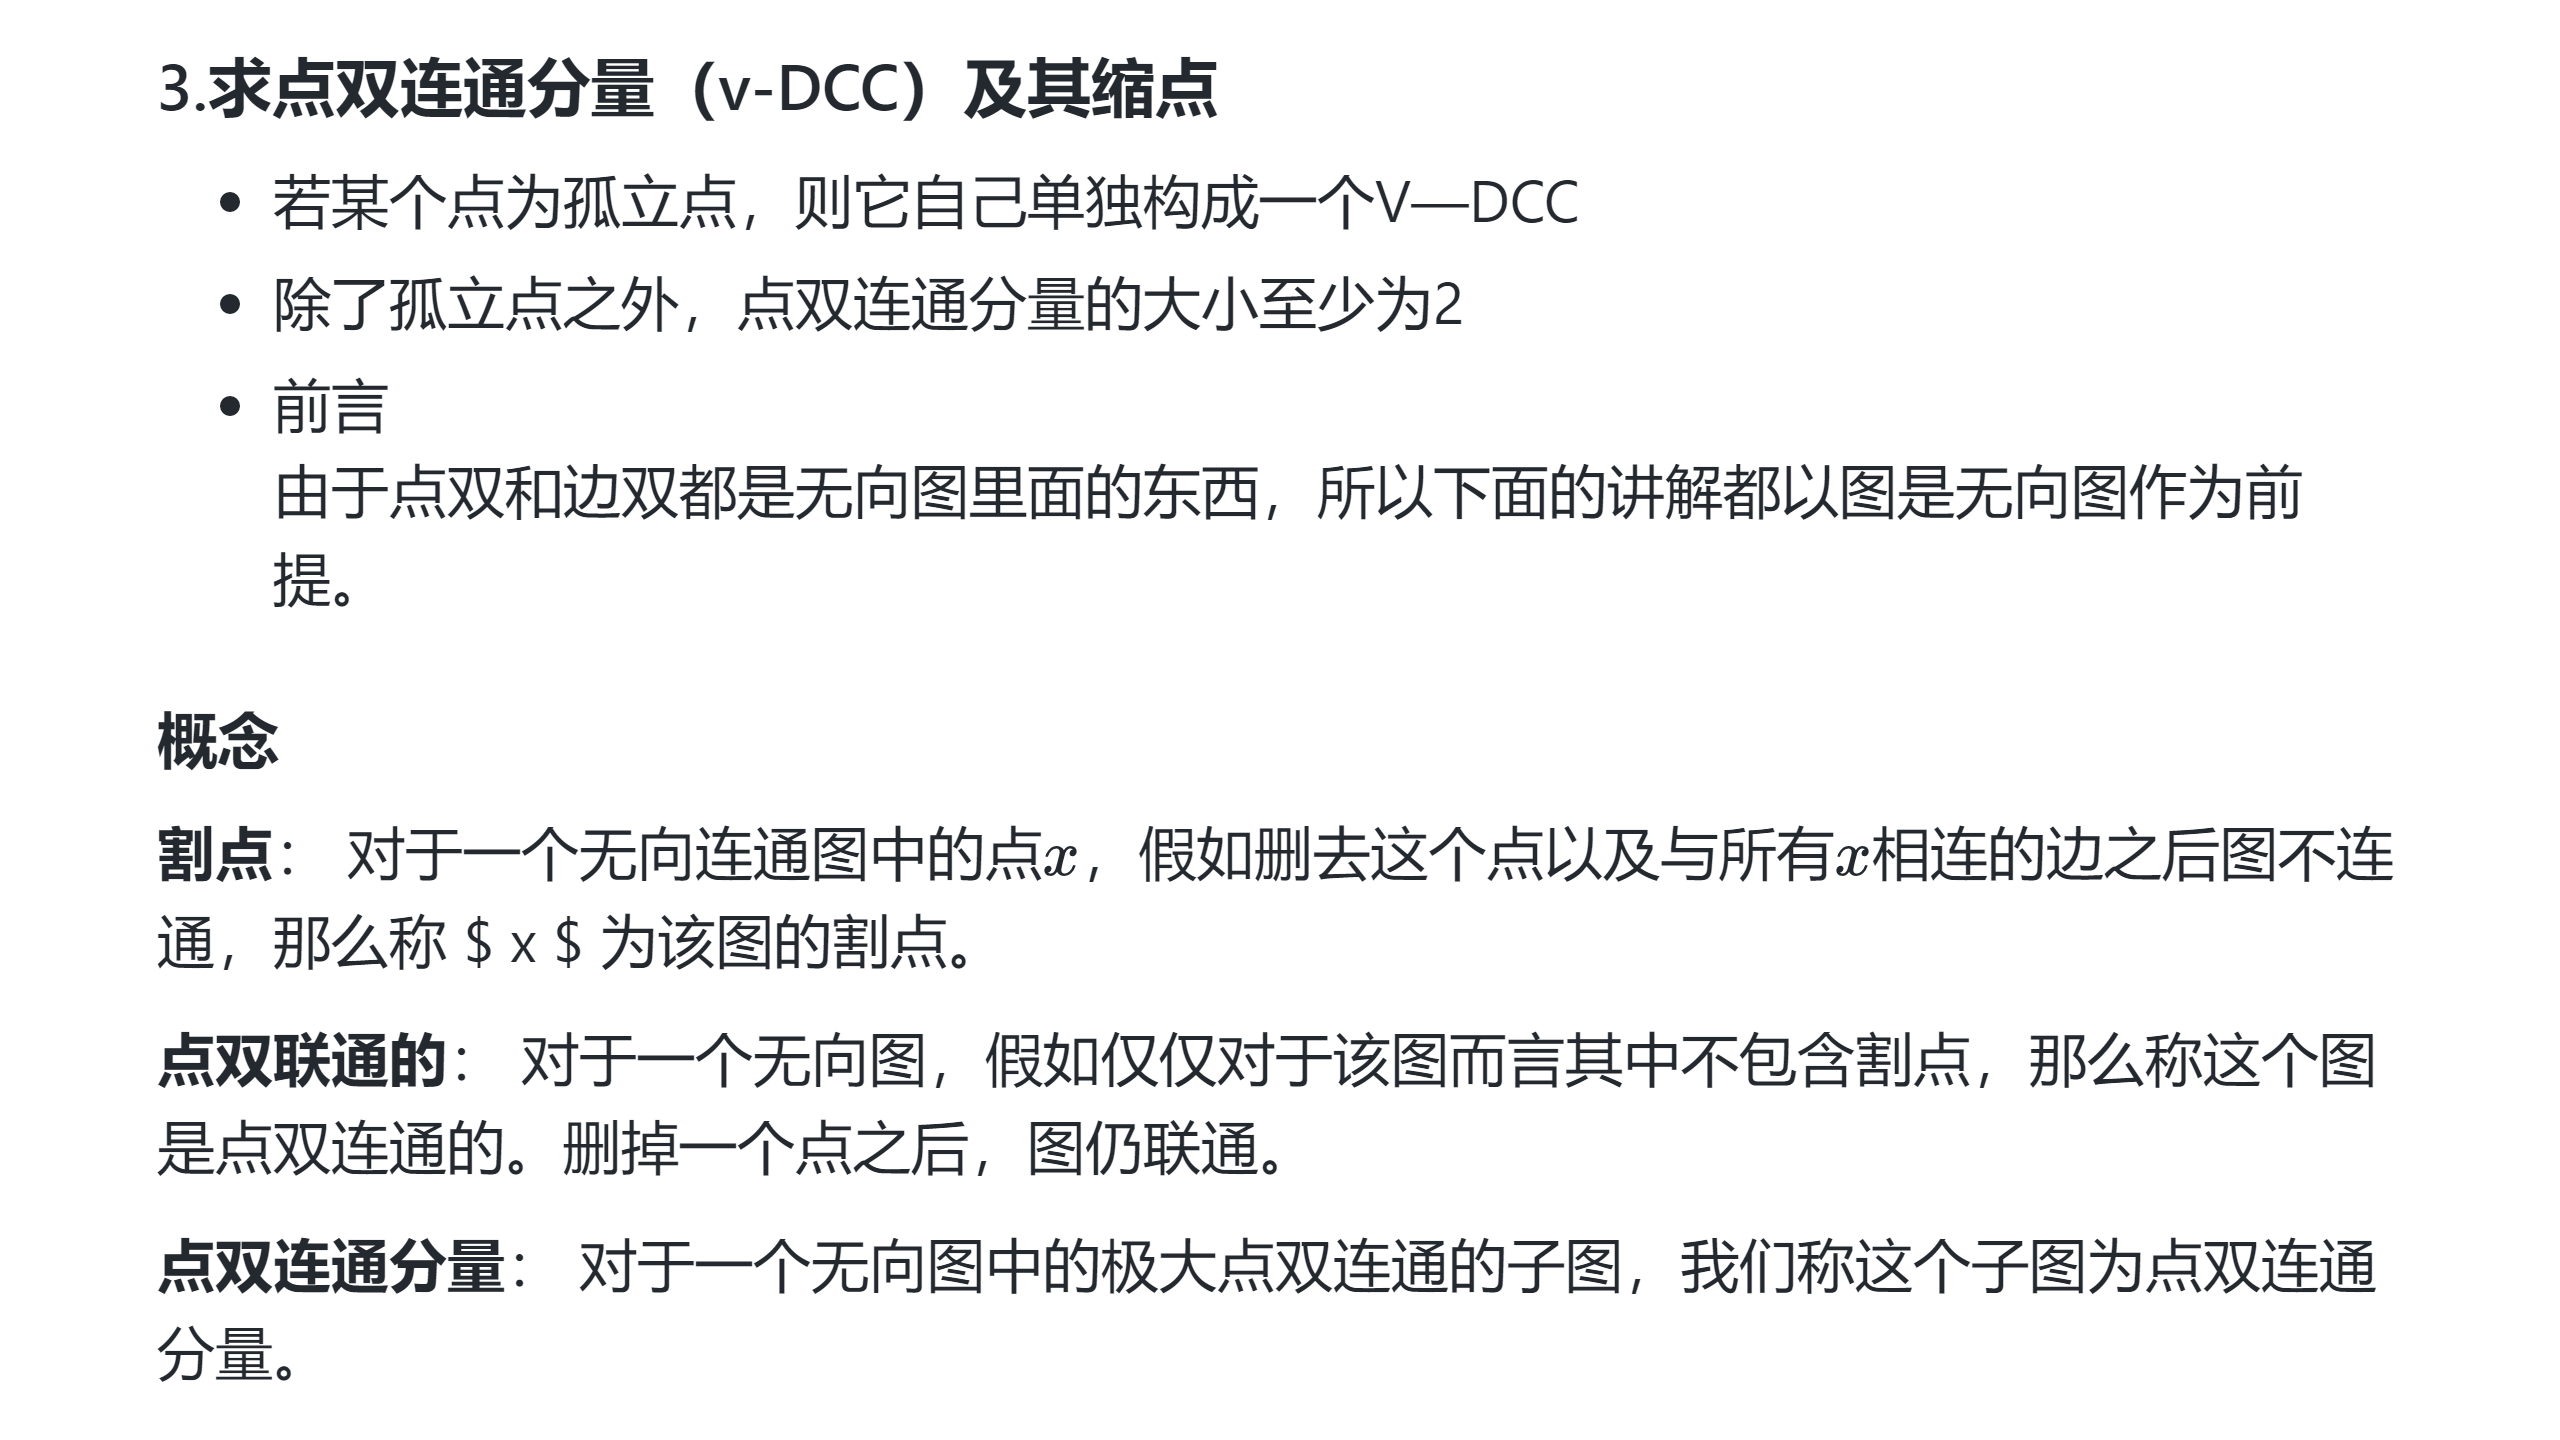 3.求点双连通分量（v-DCC）及其缩点
若某个点为孤立点，则它自己单独构成一个V—DCC
除了孤立点之外，点双连通分量的大小至少为2
前言
由于点双和边双都是无向图里面的东西，所以下面的讲解都以图是无向图作为前
提。
概念
割点： 对于一个无向连通图中的点x，假如删去这个点以及与所有x相连的边之后图不连
通，那么称 $ x $ 为该图的割点。
点双联通的： 对于一个无向图，假如仅仅对于该图而言其中不包含割点，那么称这个图
是点双连通的。删掉一个点之后，图仍联通。
点双连通分量： 对于一个无向图中的极大点双连通的子图，我们称这个子图为点双连通
分量。